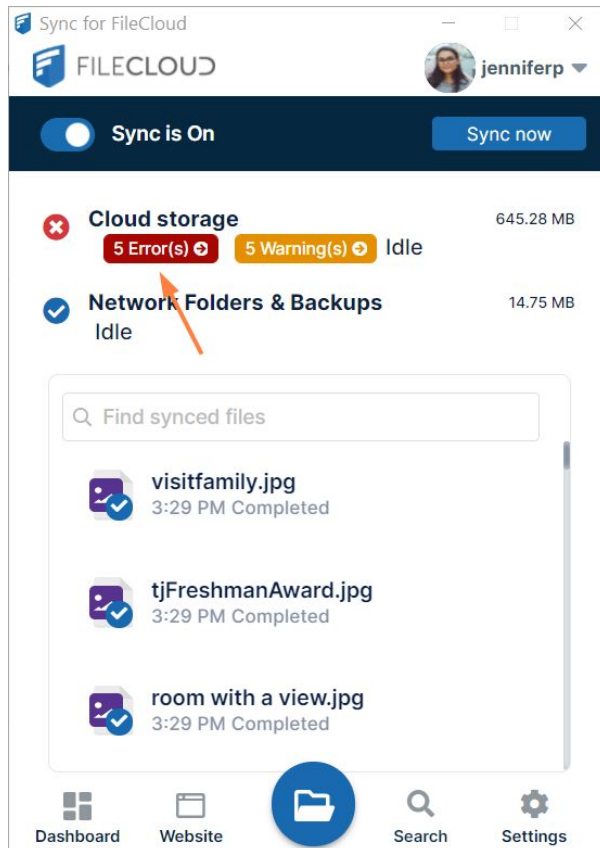 Sync for FileCloud
FILECLOUD
jenniferp
Sync is On
Sync now
Cloud storage
645.28 MB
5 Error(s)
5 Warning(s)
Idle
Network Folders & Backups
14.75 MB
Idle
Find synced files
visitfamily.jpg
3:29 PM Completed
tjFreshmanAward.jpg
3:29 PM Completed
room with a view.jpg
3:29 PM Completed
Dashboard
Website
Search
Settings